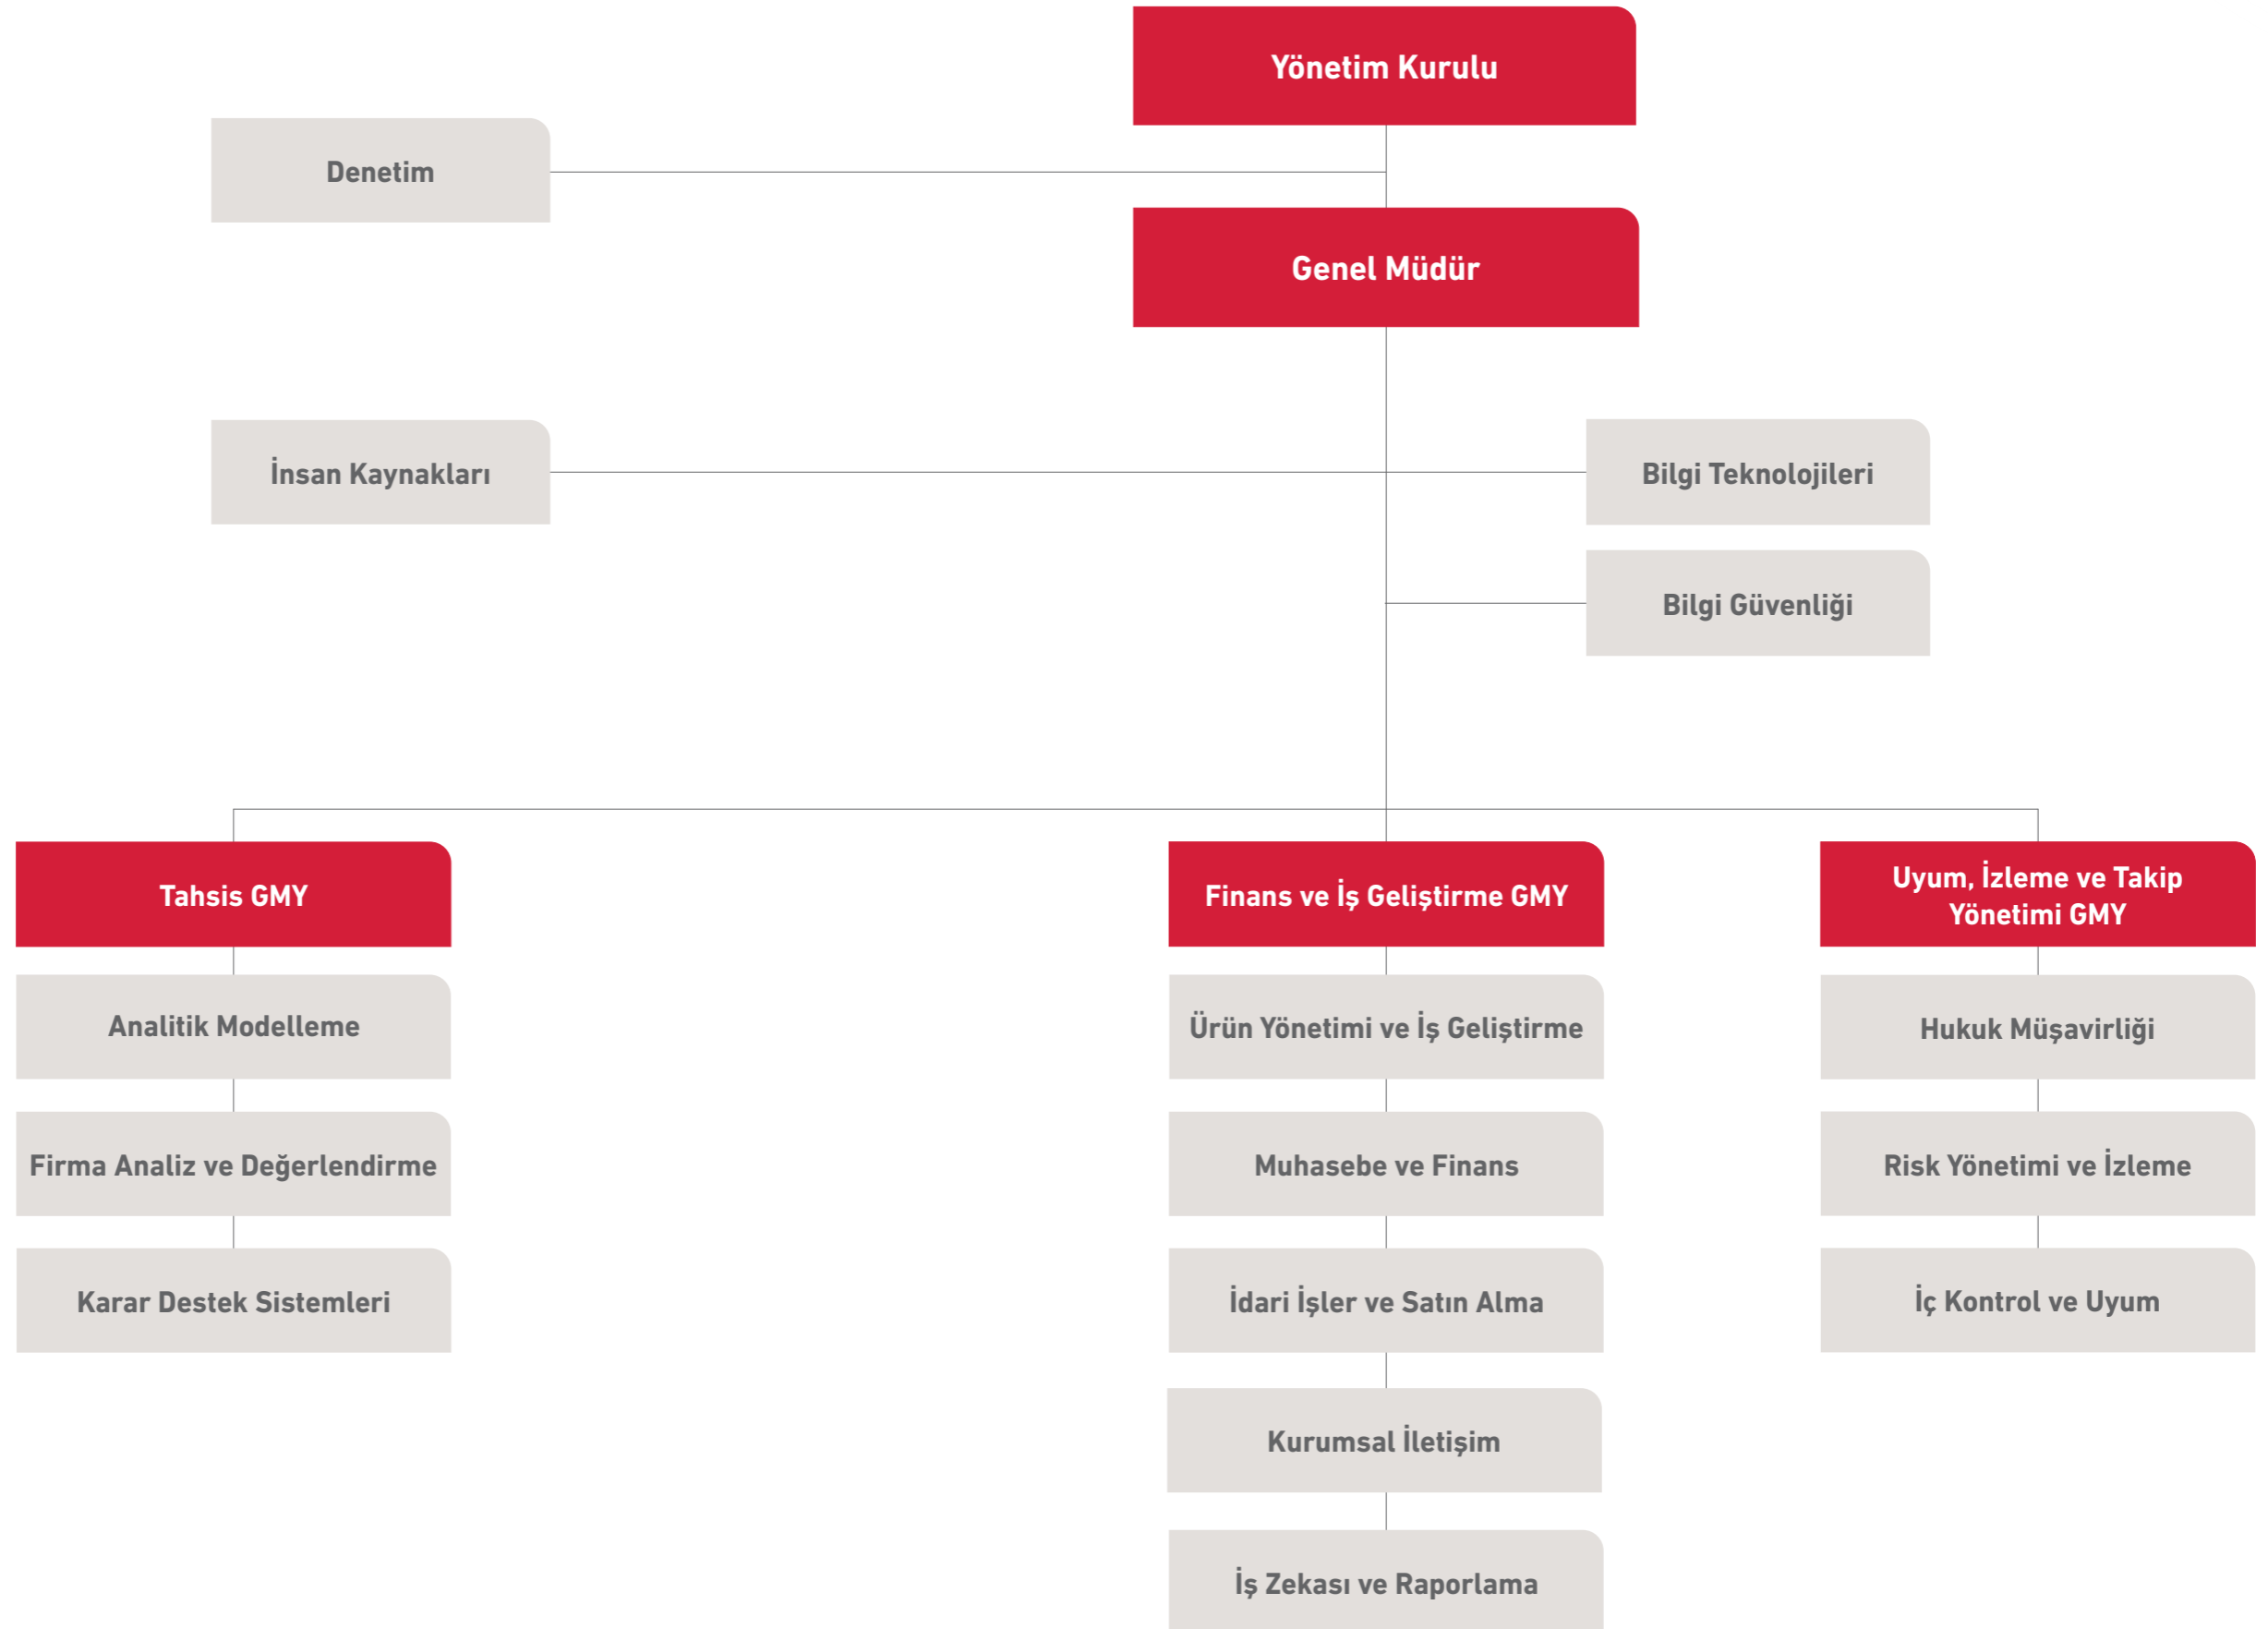 Yönetim Kurulu
Denetim
Genel Müdür
İnsan Kaynakları
Bilgi Teknolojileri
Bilgi Güvenliği
Tahsis GMY
Analitik Modelleme
Firma Analiz ve Değerlendirme
Karar Destek Sistemleri
Finans ve İş Geliştirme GMY
Ürün Yönetimi ve İş Geliştirme
Muhasebe ve Finans
İdari İşler ve Satın Alma
Kurumsal İletişim
İş Zekası ve Raporlama
Uyum, İzleme ve Takip
Yönetimi GMY
Hukuk Müşavirliği
Risk Yönetimi ve İzleme
İç Kontrol ve Uyum